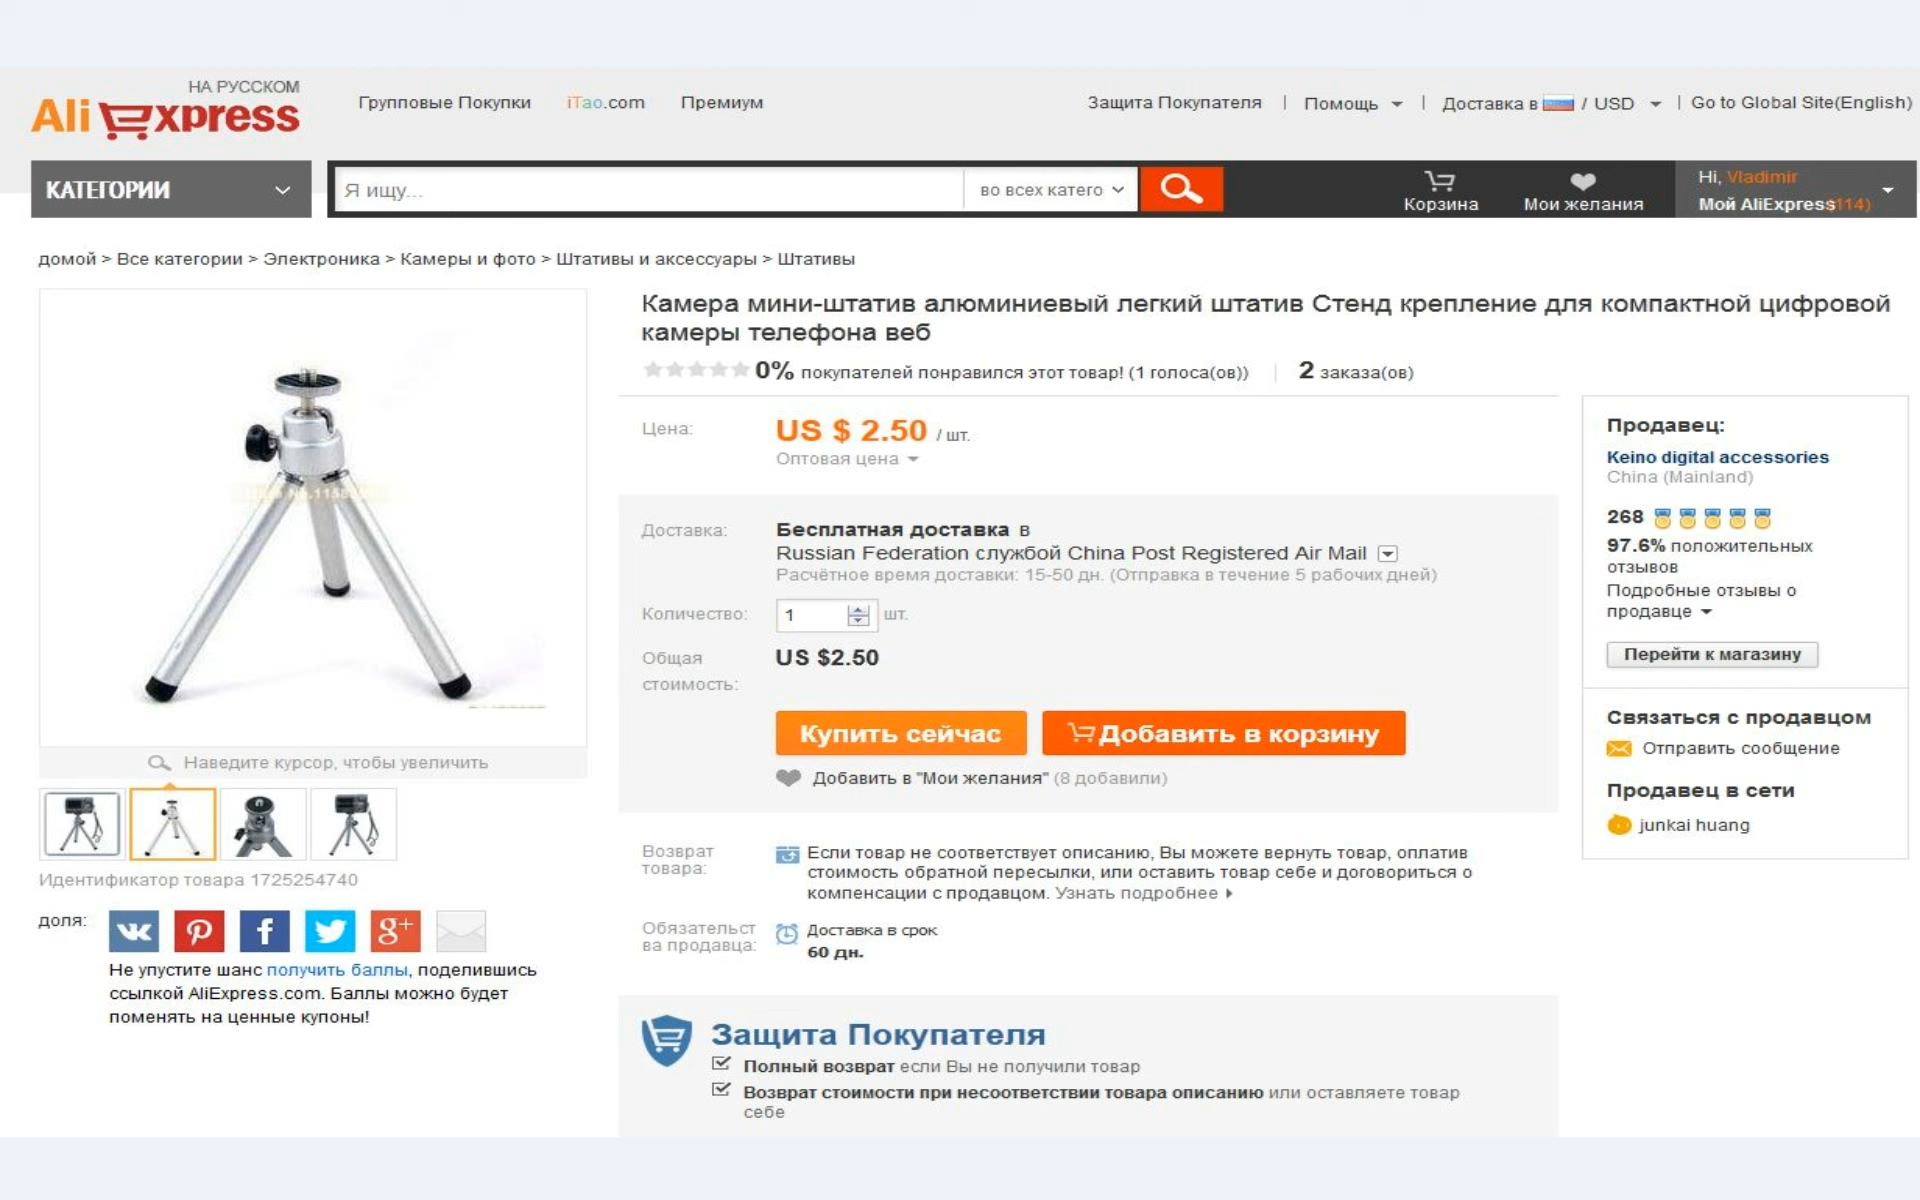 НА РУССКОМ
AliExpress
Групповые Покупки iTao.com Премиум
Защита Покупателя | Помощь | Доставка в / USD | Go to Global Site(English)
КАТЕГОРИИ
Я ищу...
во всех катего
Корзина
Мои желания
Hi, Vladimir
Мой AliExpress (114)
домой > Все категории > Электроника > Камеры и фото > Штативы и аксессуары > Штативы
Камера мини-штатив алюминиевый легкий штатив Стенд крепление для компактной цифровой
камеры телефона веб
0% покупателей понравился этот товар! (1 голоса(ов)) | 2 заказа(ов)
Цена: US $ 2.50 / шт.
Оптовая цена
Доставка: Бесплатная доставка в
Russian Federation службой China Post Registered Air Mail
Расчётное время доставки: 15-50 дн. (Отправка в течение 5 рабочих дней)
Количество: 1 шт.
Общая
стоимость:
US $2.50
Купить сейчас
Добавить в корзину
Добавить в "Мои желания" (8 добавили)
Возврат
товара:
Если товар не соответствует описанию, Вы можете вернуть товар, оплатив
стоимость обратной пересылки, или оставить товар себе и договориться о
компенсации с продавцом. Узнать подробнее
Обязательст
ва продавца:
Доставка в срок
60 дн.
Защита Покупателя
Полный возврат если Вы не получили товар
Возврат стоимости при несоответствии товара описанию или оставляете товар
себе
Продавец:
Keino digital accessories
China (Mainland)
268
97.6% положительных
отзывов
Подробные отзывы о
продавце
Перейти к магазину
Связаться с продавцом
Отправить сообщение
Продавец в сети
junkai huang
Наведите курсор, чтобы увеличить
Идентификатор товара 1725254740
доля:
Не упустите шанс получить баллы, поделившись
ссылкой AliExpress.com. Баллы можно будет
поменять на ценные купоны!